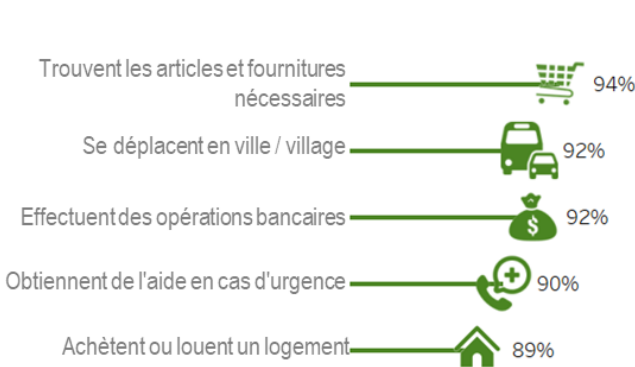 Trouvent les articles et fournitures
nécessaires
94%
Se déplacent en ville / village
92%
Effectuent des opérations bancaires
$
92%
Obtiennent de l'aide en cas d'urgence
90%
Achètent ou louent un logement
89%